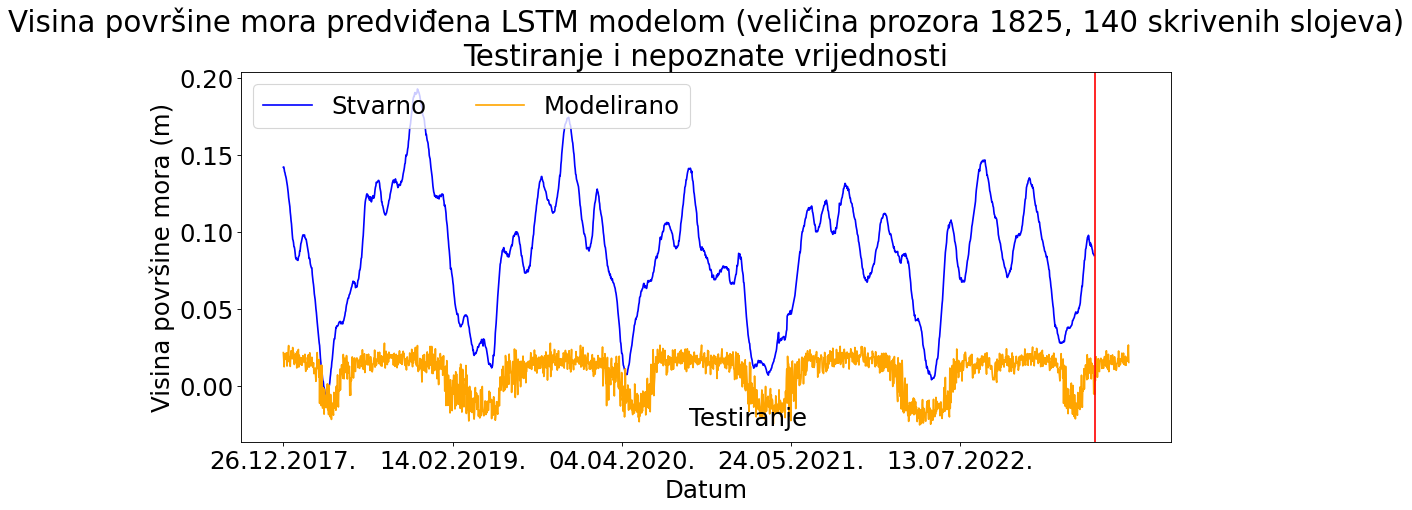 Visina površine mora predviđena LSTM modelom (veličina prozora 1825, 140 skrivenih slojeva)
Testiranje i nepoznate vrijednosti
Stvarno
Modelirano
Visina površine mora (m)
0.20
0.15
0.10
0.05
0.00
Testiranje
26.12.2017.
14.02.2019.
04.04.2020.
24.05.2021.
13.07.2022.
Datum